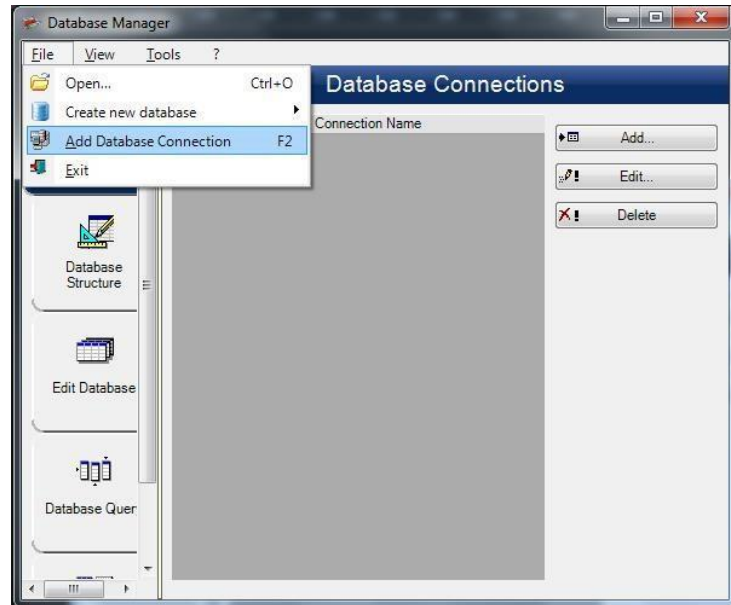 Database Manager
File View Tools ?
Open... Ctrl+O
Create new database
Add Database Connection F2
Exit
Database Connections
Connection Name
Add...
Edit...
Delete
Database
Structure
Edit Database
Database Quer